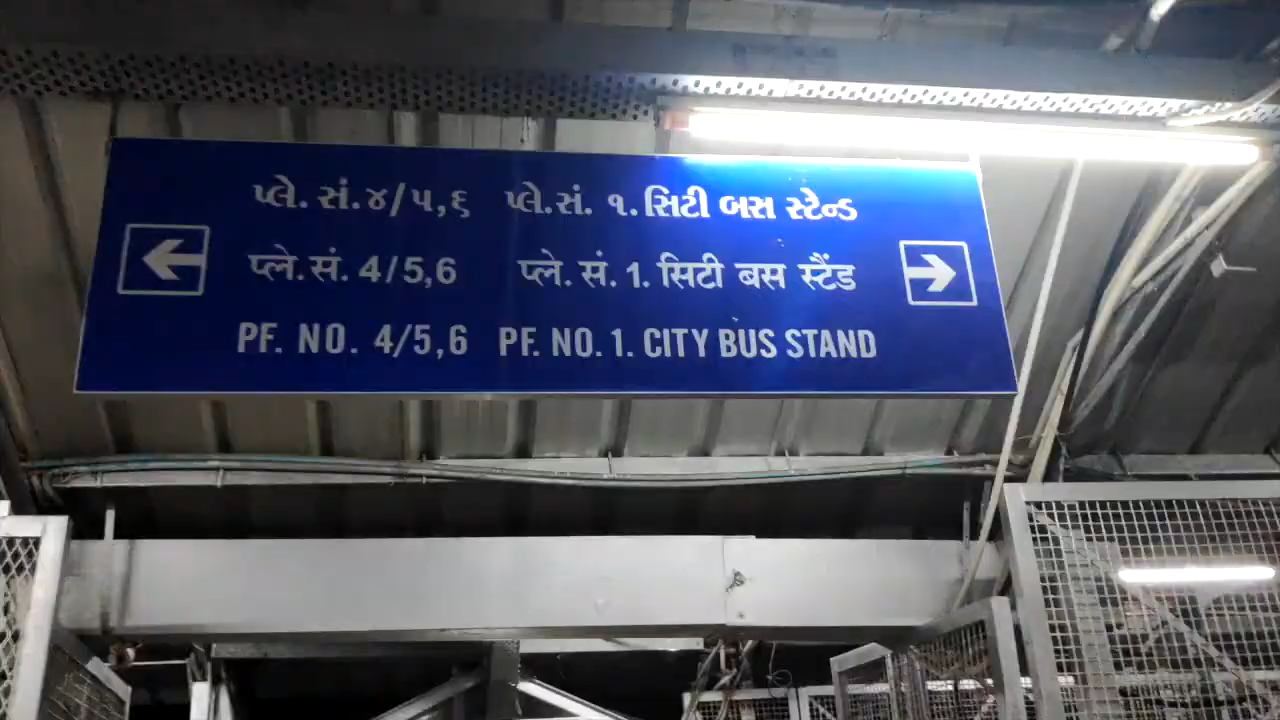 પ્લે. સં. ૪/૫,૬ પ્લે.સં. ૧. સિટી બસ સ્ટેન્ડ
प्ले. सं. 4/5,6 प्ले. सं. 1. सिटी बस स्टैंड
PF. NO. 4/5,6 PF. NO. 1. CITY BUS STAND